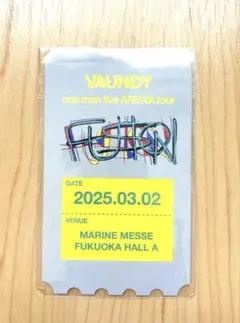 VAUNDY
one man live ARENA tour
FUSION
DATE
2025.03.02
VENUE
MARINE MESSE
FUKUOKA HALL A